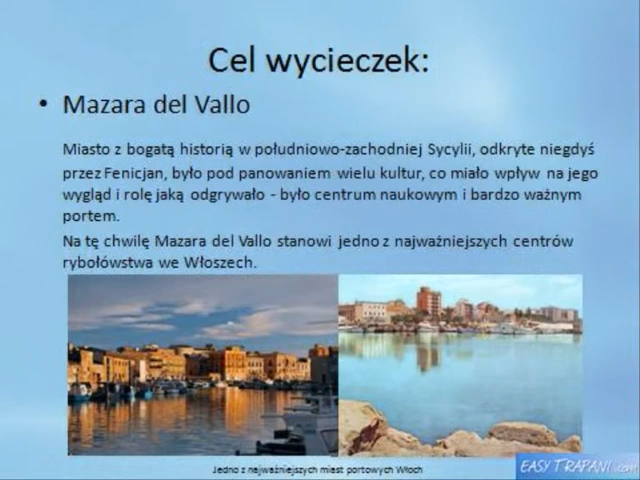 Cel wycieczek:
• Mazara del Vallo
Miasto z bogatą historią w południowo-zachodniej Sycylii, odkryte niegdyś
przez Fenicjan, było pod panowaniem wielu kultur, co miało wpływ na jego
wygląd i rolę jaką odgrywało - było centrum naukowym i bardzo ważnym
portem.
Na tę chwilę Mazara del Vallo stanowi jedno z najważniejszych centrów
rybołówstwa we Włoszech.
Jedno z najważniejszych miast portowych Włoch
EASY TRAPANI.com